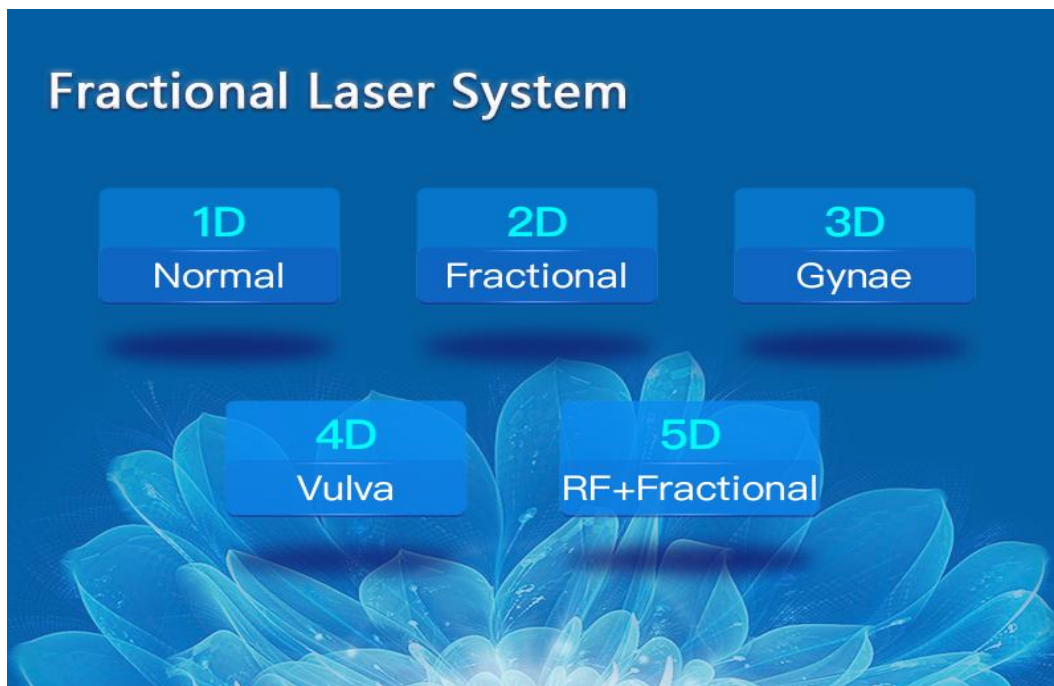 Fractional Laser System
1D
Normal
2D
Fractional
3D
Gynae
4D
Vulva
5D
RF+Fractional